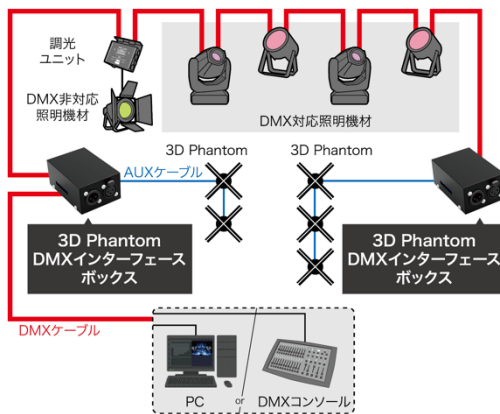 調光
ユニット
DMX非対応
照明機材
DMX対応照明機材
3D Phantom
3D Phantom
AUXケーブル
3D Phantom
DMXインターフェース
ボックス
3D Phantom
DMXインターフェース
ボックス
DMXケーブル
PC
or
DMXコンソール